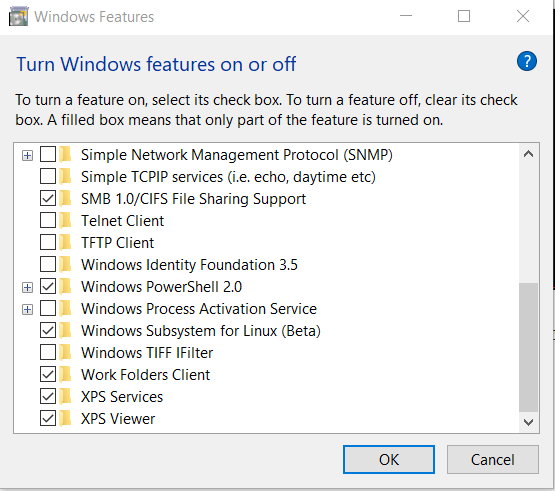 Windows Features
Turn Windows features on or off
?
To turn a feature on, select its check box. To turn a feature off, clear its check
box. A filled box means that only part of the feature is turned on.
Simple Network Management Protocol (SNMP)
Simple TCPIP services (i.e. echo, daytime etc)
SMB 1.0/CIFS File Sharing Support
Telnet Client
TFTP Client
Windows Identity Foundation 3.5
Windows PowerShell 2.0
Windows Process Activation Service
Windows Subsystem for Linux (Beta)
Windows TIFF IFilter
Work Folders Client
XPS Services
XPS Viewer
OK
Cancel